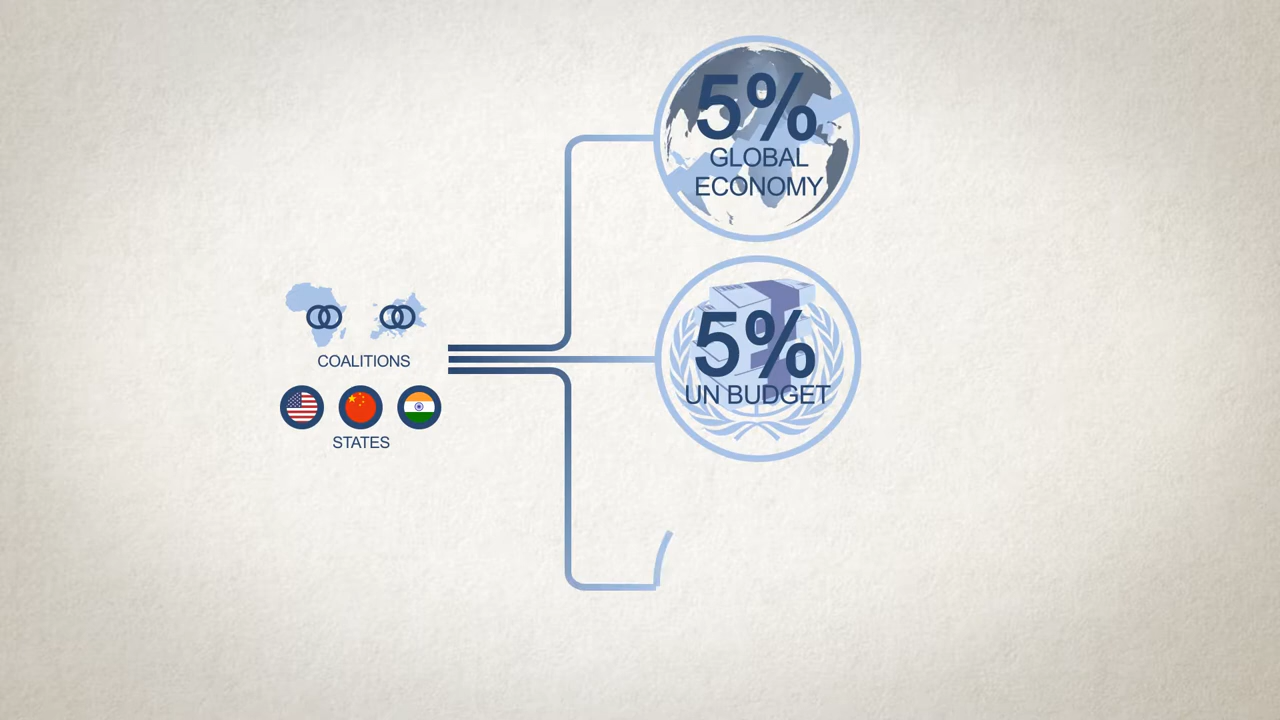 5%
GLOBAL
ECONOMY
5%
UN BUDGET
COALITIONS
STATES